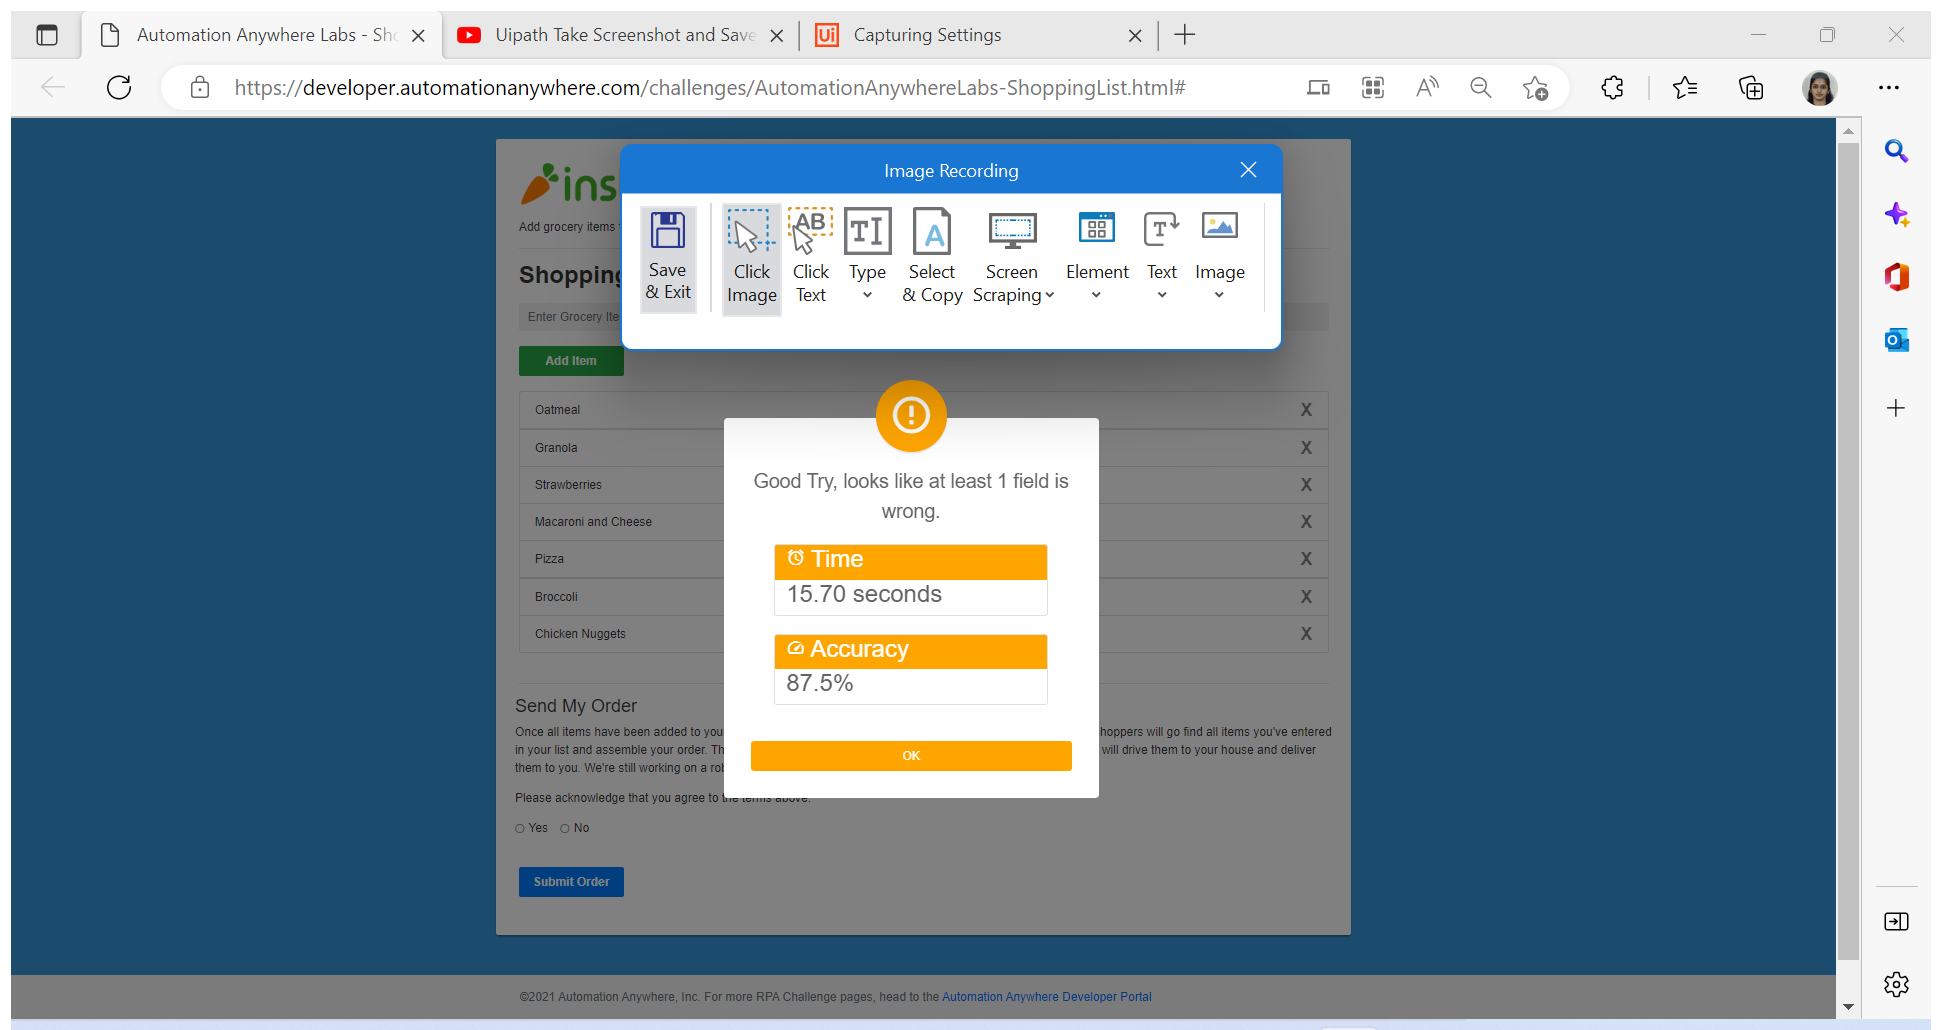 Automation Anywhere Labs - Sh
Uipath Take Screenshot and Save
Ui Capturing Settings
https://developer.automationanywhere.com/challenges/AutomationAnywhereLabs-ShoppingList.html#
Image Recording
Save & Exit
Click Image
AB
Click Text
Type
A
Select & Copy
Screen Scraping
Element
T
Text
Image
ins
Add grocery items
Shopping
Enter Grocery Ite
Add Item
Oatmeal X
Granola X
Strawberries X
Macaroni and Cheese X
Pizza X
Broccoli X
Chicken Nuggets X
Good Try, looks like at least 1 field is
wrong.
Time
15.70 seconds
Accuracy
87.5%
OK
Send My Order
Once all items have been added to you hoppers will go find all items you've entered
in your list and assemble your order. Th will drive them to your house and deliver
them to you. We're still working on a ro
Please acknowledge that you agree to the terms above.
Yes No
Submit Order
©2021 Automation Anywhere, Inc. For more RPA Challenge pages, head to the Automation Anywhere Developer Portal